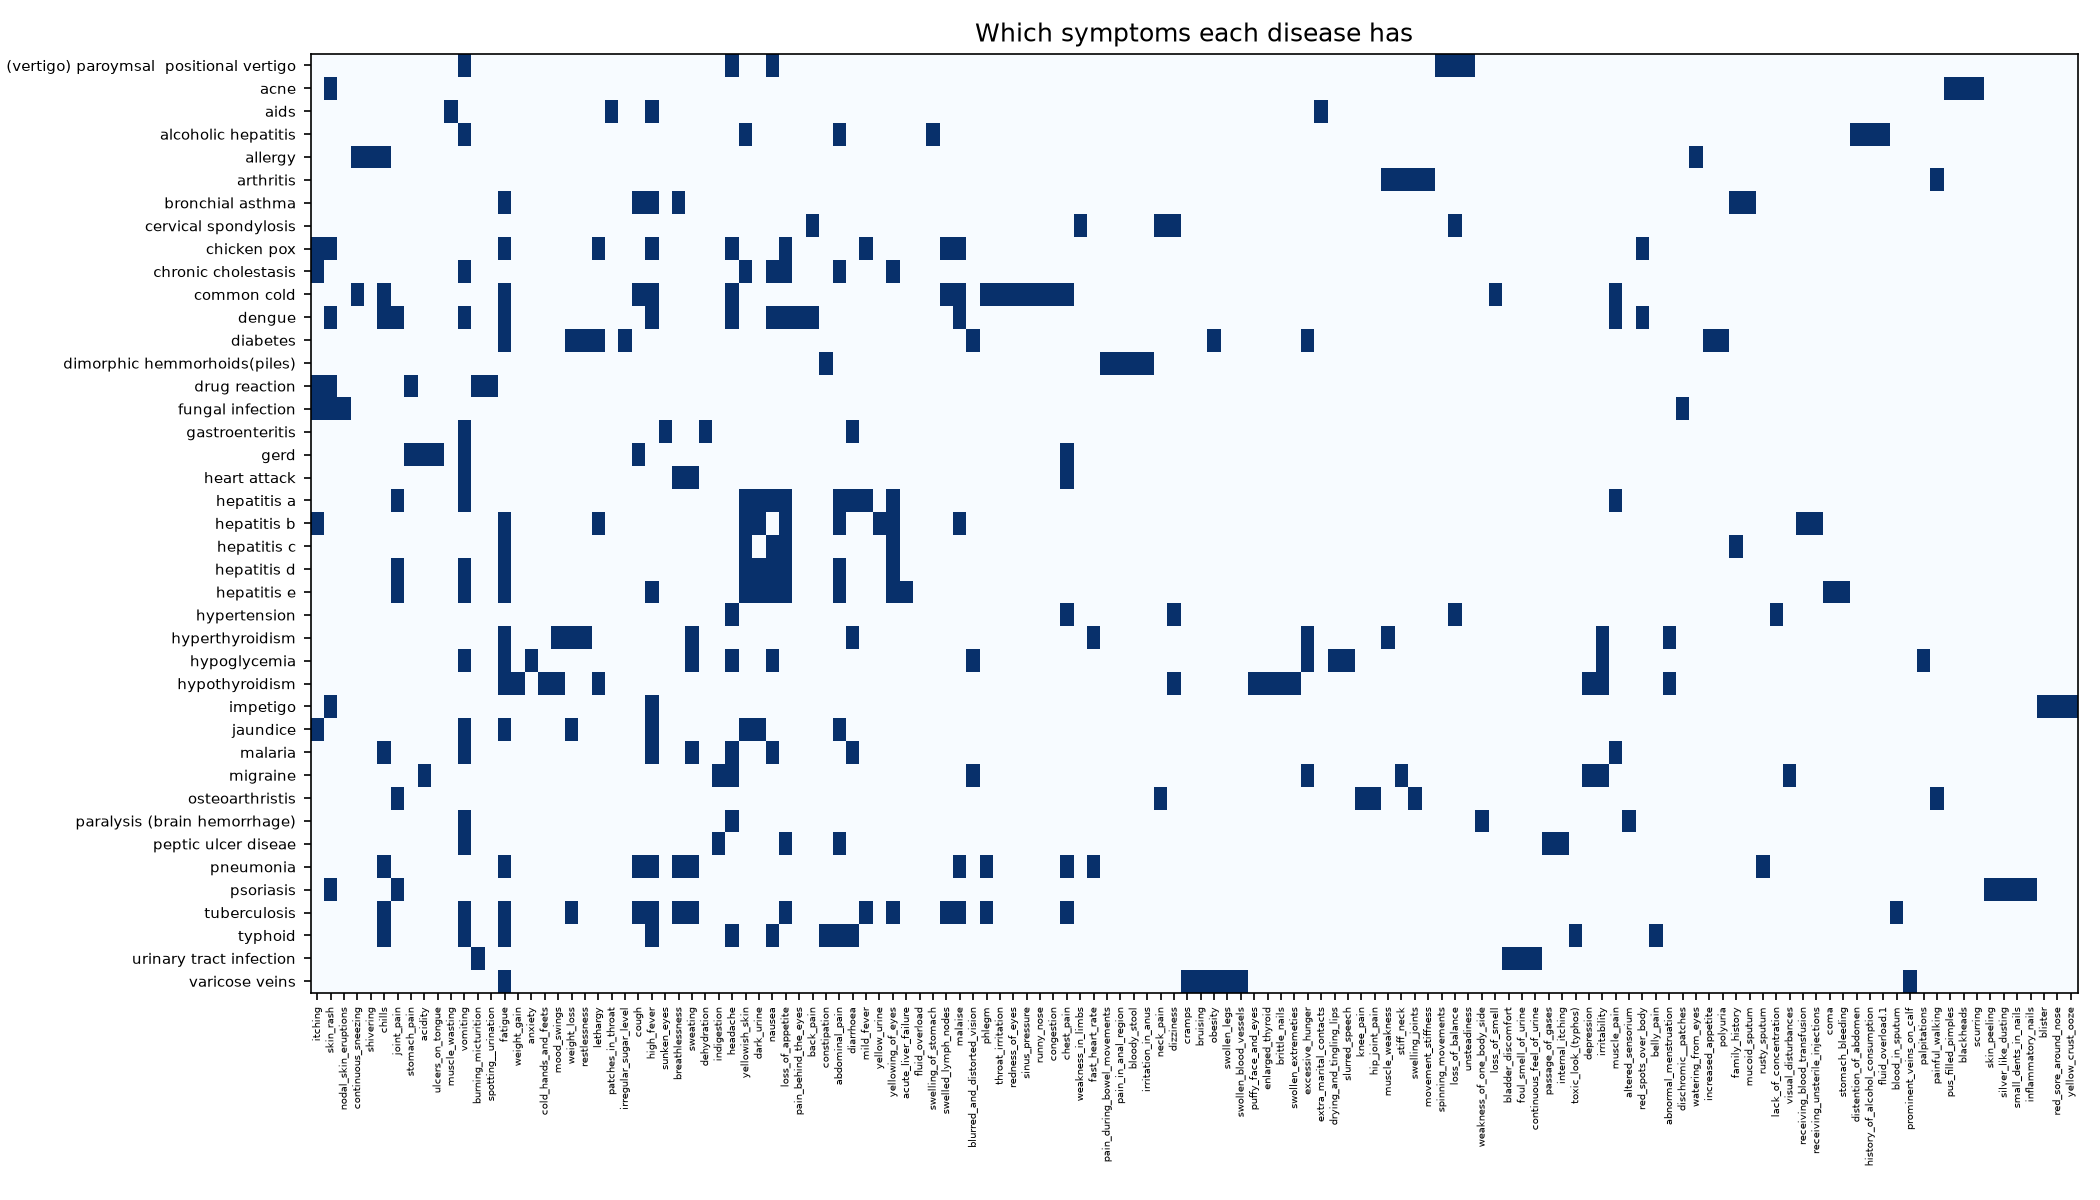 Which symptoms each disease has
(vertigo) paroymsal  positional vertigo
acne
aids
alcoholic hepatitis
allergy
arthritis
bronchial asthma
cervical spondylosis
chicken pox
chronic cholestasis
common cold
dengue
diabetes
dimorphic hemmorhoids(piles)
drug reaction
fungal infection
gastroenteritis
gerd
heart attack
hepatitis a
hepatitis b
hepatitis c
hepatitis d
hepatitis e
hypertension
hyperthyroidism
hypoglycemia
hypothyroidism
impetigo
jaundice
malaria
migraine
osteoarthristis
paralysis (brain hemorrhage)
peptic ulcer diseae
pneumonia
psoriasis
tuberculosis
typhoid
urinary tract infection
varicose veins
itching
skin_rash
nodal_skin_eruptions
continuous_sneezing
shivering
chills
joint_pain
stomach_pain
acidity
ulcers_on_tongue
muscle_wasting
vomiting
burning_micturition
spotting__urination
fatigue
weight_gain
anxiety
cold_hands_and_feets
mood_swings
weight_loss
restlessness
lethargy
patches_in_throat
irregular_sugar_level
cough
high_fever
sunken_eyes
breathlessness
sweating
dehydration
indigestion
headache
yellowish_skin
dark_urine
nausea
loss_of_appetite
pain_behind_the_eyes
back_pain
constipation
abdominal_pain
diarrhoea
mild_fever
yellow_urine
yellowing_of_eyes
acute_liver_failure
fluid_overload
swelling_of_stomach
swelled_lymph_nodes
malaise
blurred_and_distorted_vision
phlegm
throat_irritation
redness_of_eyes
sinus_pressure
runny_nose
congestion
chest_pain
weakness_in_limbs
fast_heart_rate
pain_during_bowel_movements
pain_in_anal_region
bloody_stool
irritation_in_anus
neck_pain
dizziness
cramps
bruising
obesity
swollen_legs
swollen_blood_vessels
puffy_face_and_eyes
enlarged_thyroid
brittle_nails
swollen_extremeties
excessive_hunger
extra_marital_contacts
drying_and_tingling_lips
slurred_speech
knee_pain
hip_joint_pain
muscle_weakness
stiff_neck
swelling_joints
movement_stiffness
spinning_movements
loss_of_balance
unsteadiness
weakness_of_one_body_side
loss_of_smell
bladder_discomfort
foul_smell_of urine
continuous_feel_of_urine
passage_of_gases
internal_itching
toxic_look_(typhos)
depression
irritability
muscle_pain
altered_sensorium
red_spots_over_body
belly_pain
abnormal_menstruation
dischromic _patches
watering_from_eyes
increased_appetite
polyuria
family_history
mucoid_sputum
rusty_sputum
lack_of_concentration
visual_disturbances
receiving_blood_transfusion
receiving_unsterile_injections
coma
stomach_bleeding
distention_of_abdomen
history_of_alcohol_consumption
fluid_overload.1
blood_in_sputum
prominent_veins_on_calf
palpitations
painful_walking
pus_filled_pimples
blackheads
scurring
skin_peeling
silver_like_dusting
small_dents_in_nails
inflammatory_nails
blister
red_sore_around_nose
yellow_crust_ooze